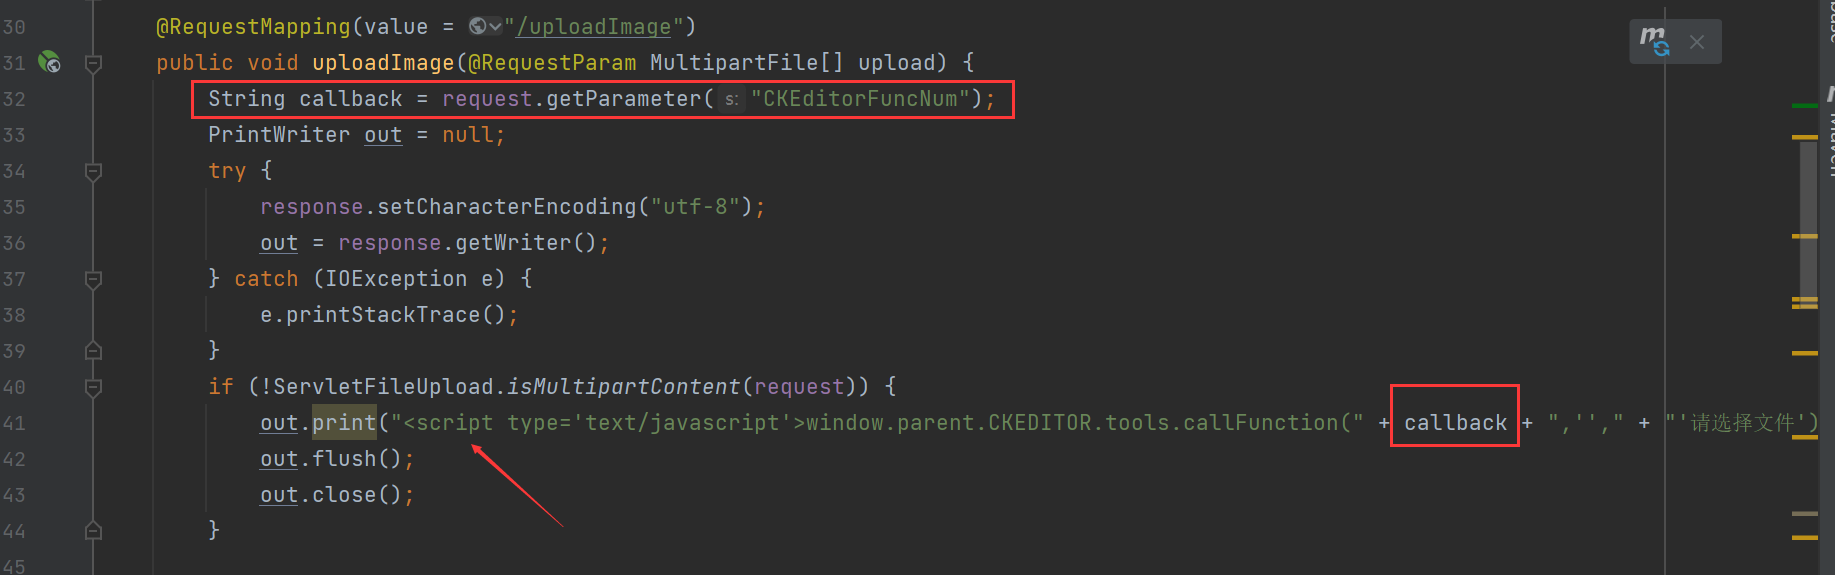 30 @RequestMapping(value = "/uploadImage")
31 public void uploadImage(@RequestParam MultipartFile[] upload) {
32 String callback = request.getParameter( s: "CKEditorFuncNum");
33 PrintWriter out = null;
34 try {
35 response.setCharacterEncoding("utf-8");
36 out = response.getWriter();
37 } catch (IOException e) {
38 e.printStackTrace();
39 }
40 if (!ServletFileUpload.isMultipartContent(request)) {
41 out.print("<script type='text/javascript'>window.parent.CKEDITOR.tools.callFunction(" + callback + ",''," + "'请选择文件')
42 out.flush();
43 out.close();
44 }
45
m
Maven